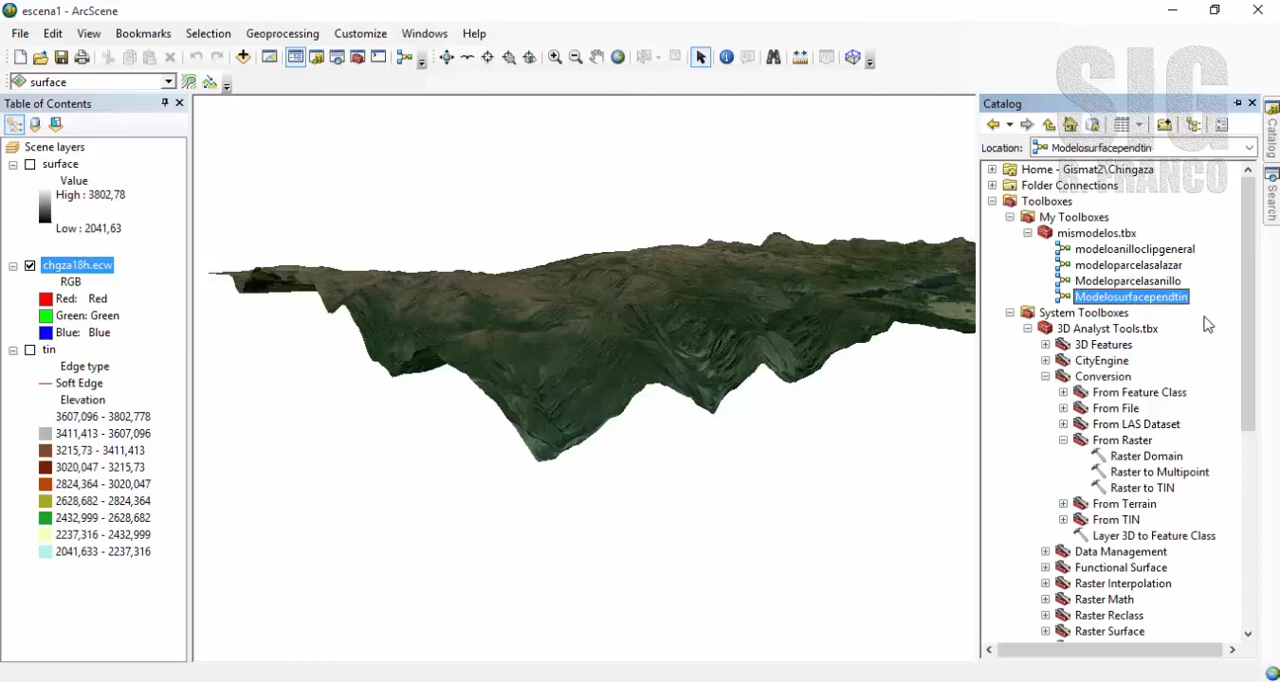 escena1 - ArcScene
File Edit View Bookmarks Selection Geoprocessing Customize Windows Help
surface
Table of Contents
Scene layers
surface
Value
High : 3802,78
Low : 2041,63
chgza18h.ecw
RGB
Red: Red
Green: Green
Blue: Blue
tin
Edge type
Soft Edge
Elevation
3607,096 - 3802,778
3411,413 - 3607,096
3215,73 - 3411,413
3020,047 - 3215,73
2824,364 - 3020,047
2628,682 - 2824,364
2432,999 - 2628,682
2237,316 - 2432,999
2041,633 - 2237,316
SIG
R FRANCO
Catalog
Location: Modelosurfacependtin
Home - Gismat2\Chingaza
Folder Connections
Toolboxes
My Toolboxes
mismodelos.tbx
modeloanilloclipgeneral
modeloparcelasalazar
Modeloparcelasanillo
Modelosurfacependtin
System Toolboxes
3D Analyst Tools.tbx
3D Features
CityEngine
Conversion
From Feature Class
From File
From LAS Dataset
From Raster
Raster Domain
Raster to Multipoint
Raster to TIN
From Terrain
From TIN
Layer 3D to Feature Class
Data Management
Functional Surface
Raster Interpolation
Raster Math
Raster Reclass
Raster Surface
Catalog
Search